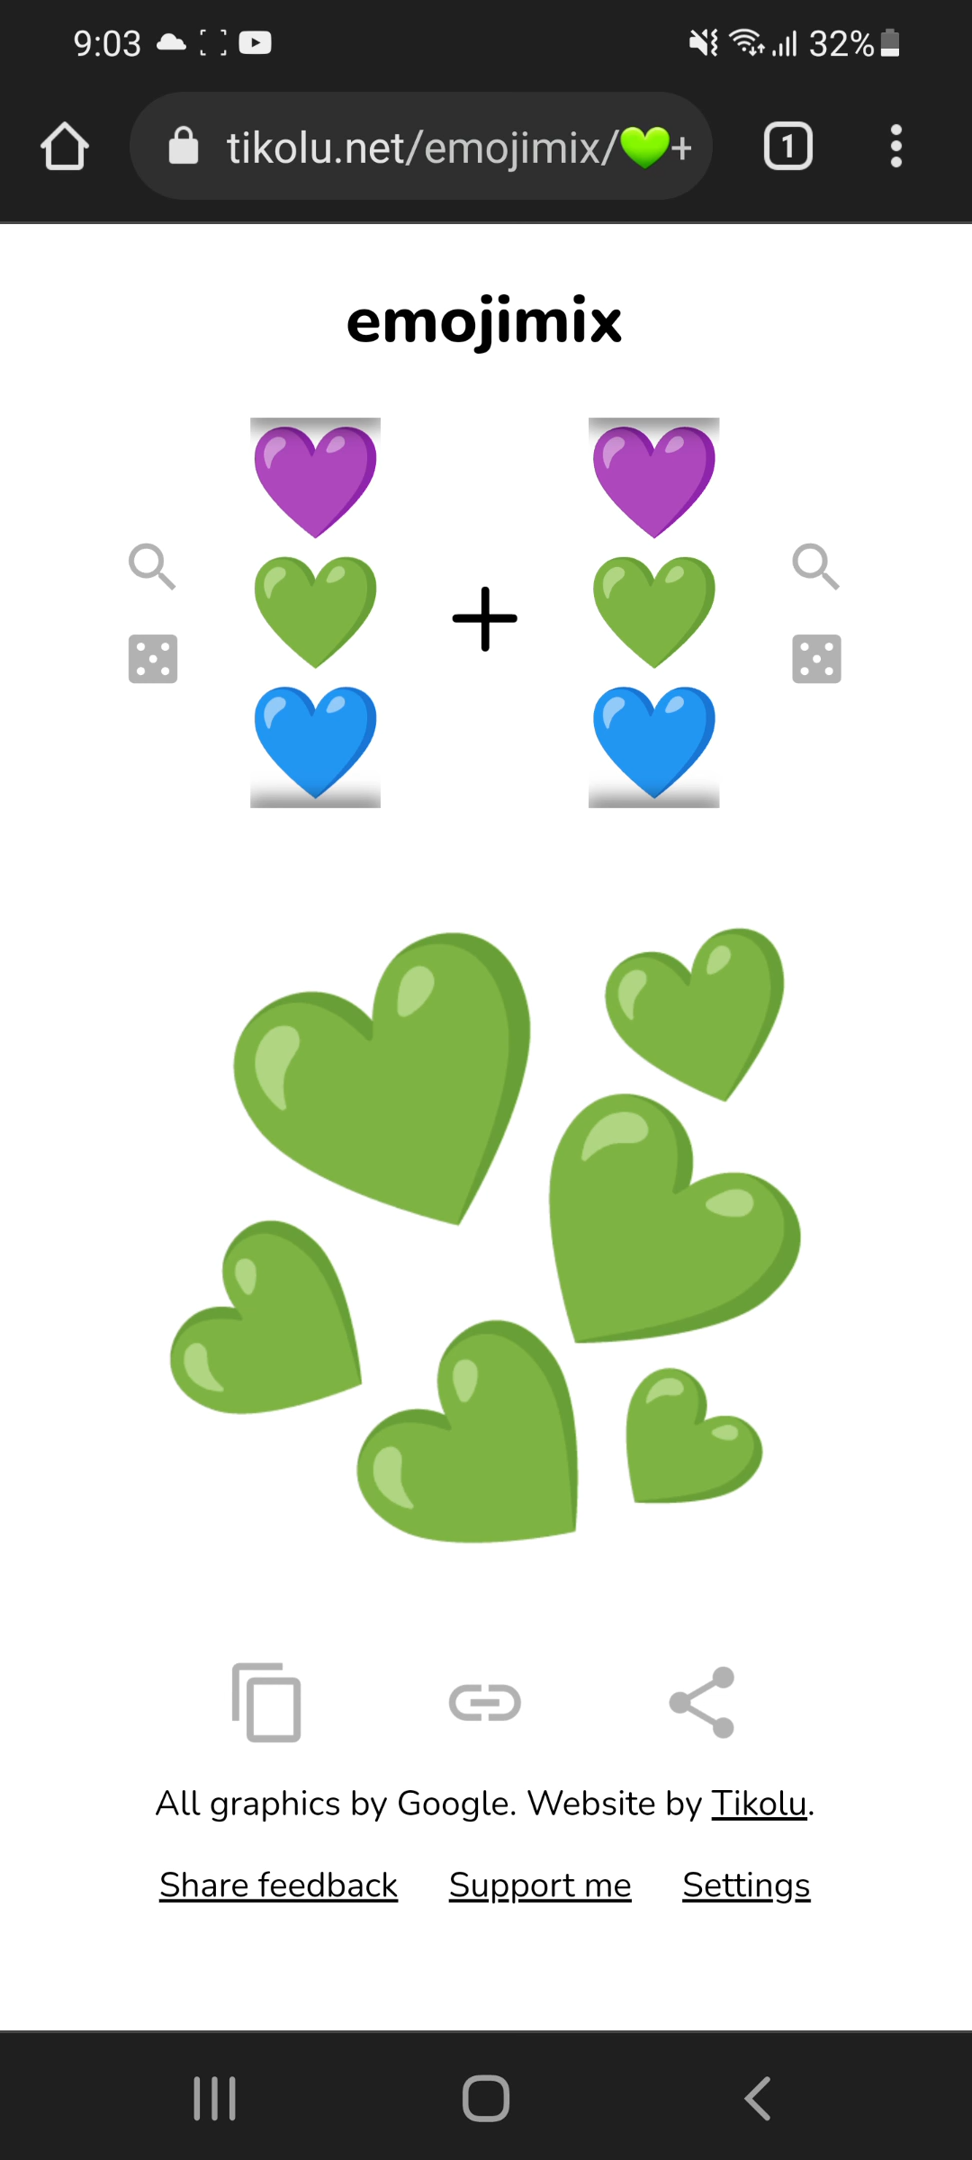 9:03
32%
tikolu.net/emojimix/💚+
1
emojimix
All graphics by Google. Website by Tikolu.
Share feedback Support me Settings